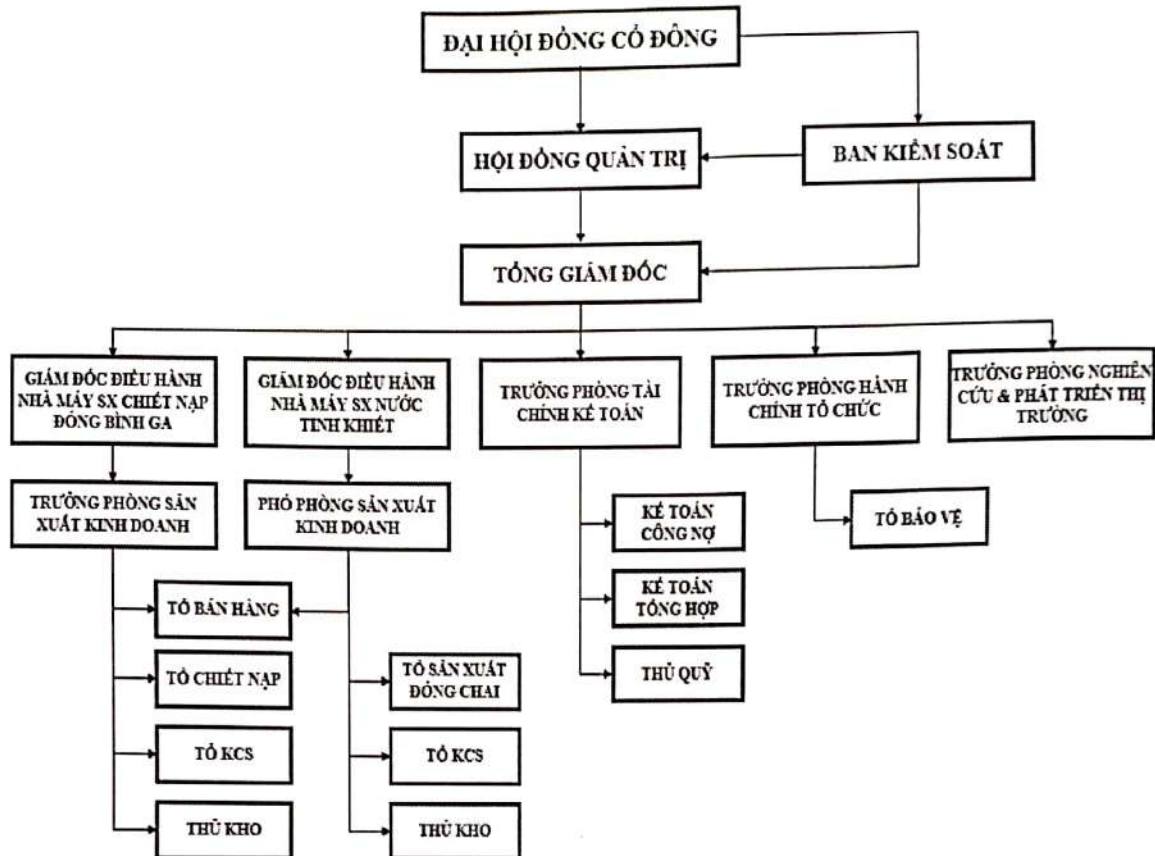 ĐẠI HỘI ĐỒNG CỔ ĐÔNG
HỘI ĐỒNG QUẢN TRỊ
BAN KIỂM SOÁT
TỔNG GIÁM ĐỐC
GIÁM ĐỐC ĐIỀU HÀNH
NHÀ MÁY SX CHIẾT NẠP
ĐÓNG BÌNH GA
GIÁM ĐỐC ĐIỀU HÀNH
NHÀ MÁY SX NƯỚC
TINH KHIẾT
TRƯỞNG PHÒNG TÀI
CHÍNH KẾ TOÁN
TRƯỞNG PHÒNG HÀNH
CHÍNH TỔ CHỨC
TRƯỞNG PHÒNG NGHIÊN
CỨU & PHÁT TRIỂN THỊ
TRƯỜNG
TRƯỞNG PHÒNG SẢN
XUẤT KINH DOANH
PHÓ PHÒNG SẢN XUẤT
KINH DOANH
KẾ TOÁN
CÔNG NỢ
TỔ BẢO VỆ
TỔ BÁN HÀNG
KẾ TOÁN
TỔNG HỢP
TỔ CHIẾT NẠP
TỔ SẢN XUẤT
ĐÓNG CHAI
THỦ QUỸ
TỔ KCS
TỔ KCS
THỦ KHO
THỦ KHO